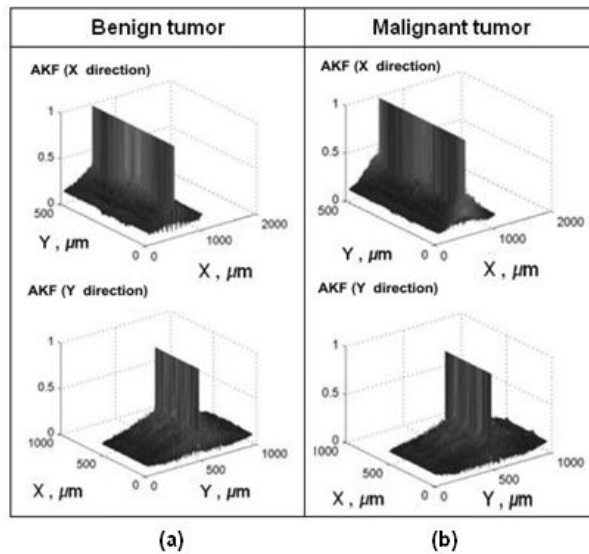 Benign tumor
Malignant tumor
AKF (X direction)
1
0.5
0
500
0
0
1000
2000
Y , µm
X , µm
AKF (X direction)
1
0.5
0
500
0
0
1000
2000
Y , µm
X , µm
AKF (Y direction)
1
0.5
0
1000
500
0
0
500
1000
X , µm
Y , µm
AKF (Y direction)
1
0.5
0
1000
500
0
0
500
1000
X , µm
Y , µm
(a)
(b)